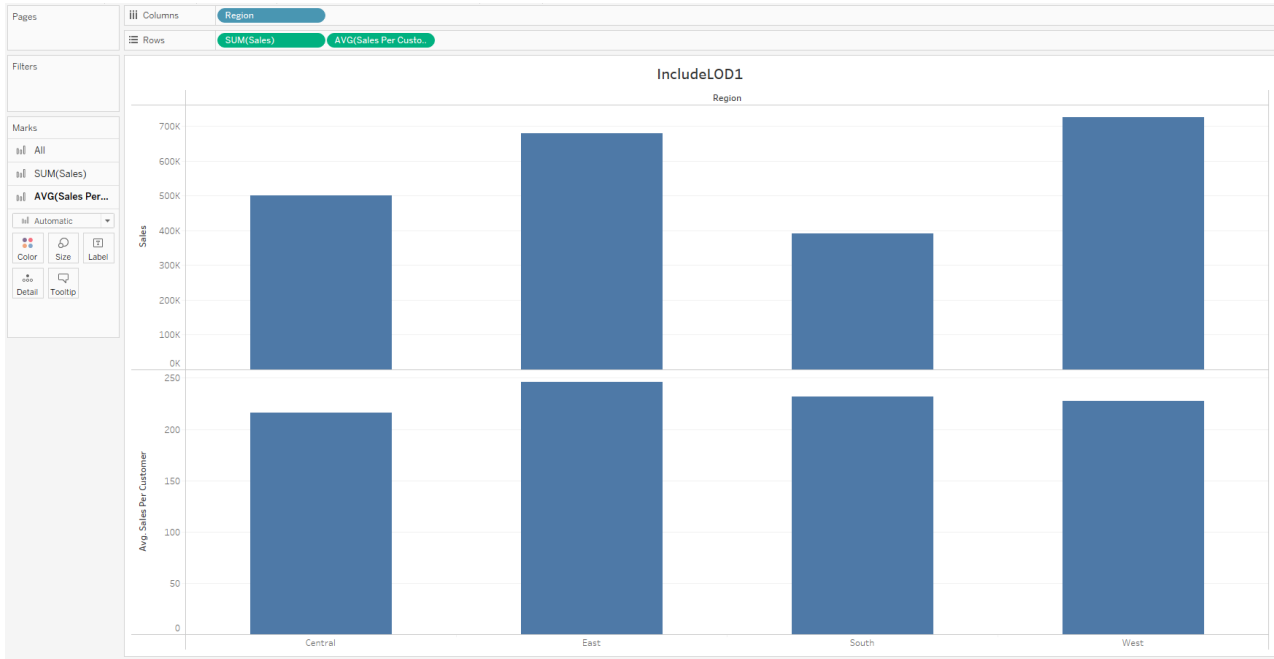 Pages
Columns
Region
Rows
SUM(Sales)
AVG(Sales Per Custo..
Filters
Marks
All
SUM(Sales)
AVG(Sales Per...
Automatic
Color
Size
Label
Detail
Tooltip
IncludeLOD1
Region
Sales
700K
600K
500K
400K
300K
200K
100K
0K
Avg. Sales Per Customer
250
200
150
100
50
0
Central
East
South
West